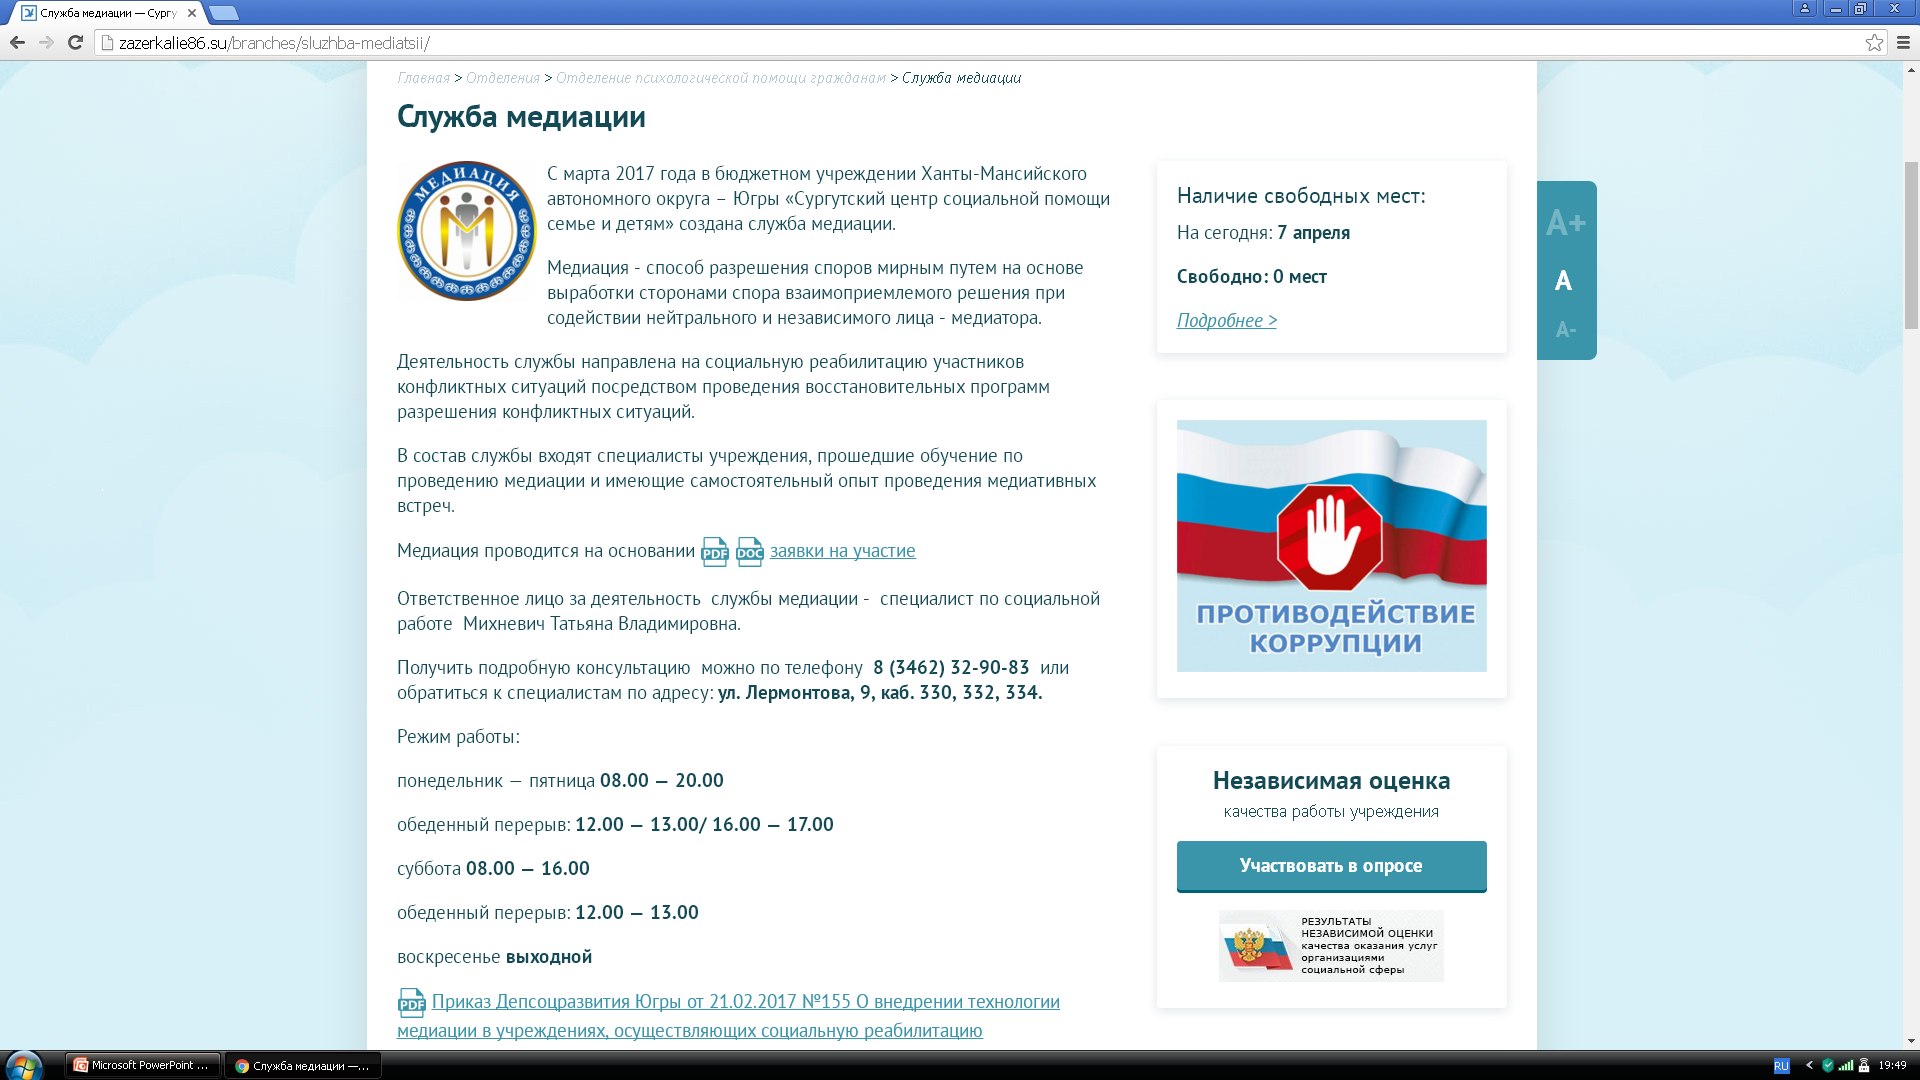 Служба медиации — Сургу
zazerkalie86.su/branches/sluzhba-mediatsii/
Главная > Отделения > Отделение психологической помощи гражданам > Служба медиации
Служба медиации
МЕДИАЦИЯ
С марта 2017 года в бюджетном учреждении Ханты-Мансийского
автономного округа – Югры «Сургутский центр социальной помощи
семье и детям» создана служба медиации.
Медиация - способ разрешения споров мирным путем на основе
выработки сторонами спора взаимоприемлемого решения при
содействии нейтрального и независимого лица - медиатора.
Деятельность службы направлена на социальную реабилитацию участников
конфликтных ситуаций посредством проведения восстановительных программ
разрешения конфликтных ситуаций.
В состав службы входят специалисты учреждения, прошедшие обучение по
проведению медиации и имеющие самостоятельный опыт проведения медиативных
встреч.
Медиация проводится на основании PDF DOC заявки на участие
Ответственное лицо за деятельность  службы медиации -  специалист по социальной
работе  Михневич Татьяна Владимировна.
Получить подробную консультацию  можно по телефону  8 (3462) 32-90-83  или
обратиться к специалистам по адресу: ул. Лермонтова, 9, каб. 330, 332, 334.
Режим работы:
понедельник — пятница 08.00 — 20.00
обеденный перерыв: 12.00 — 13.00/ 16.00 — 17.00
суббота 08.00 — 16.00
обеденный перерыв: 12.00 — 13.00
воскресенье выходной
PDF Приказ Депсоцразвития Югры от 21.02.2017 №155 О внедрении технологии
медиации в учреждениях, осуществляющих социальную реабилитацию
Наличие свободных мест:
На сегодня: 7 апреля
Свободно: 0 мест
Подробнее >
A+
A
A-
ПРОТИВОДЕЙСТВИЕ
КОРРУПЦИИ
Независимая оценка
качества работы учреждения
Участвовать в опросе
РЕЗУЛЬТАТЫ
НЕЗАВИСИМОЙ ОЦЕНКИ
качества оказания услуг
организациями
социальной сферы
Microsoft PowerPoint ...
Служба медиации —...
RU
19:49